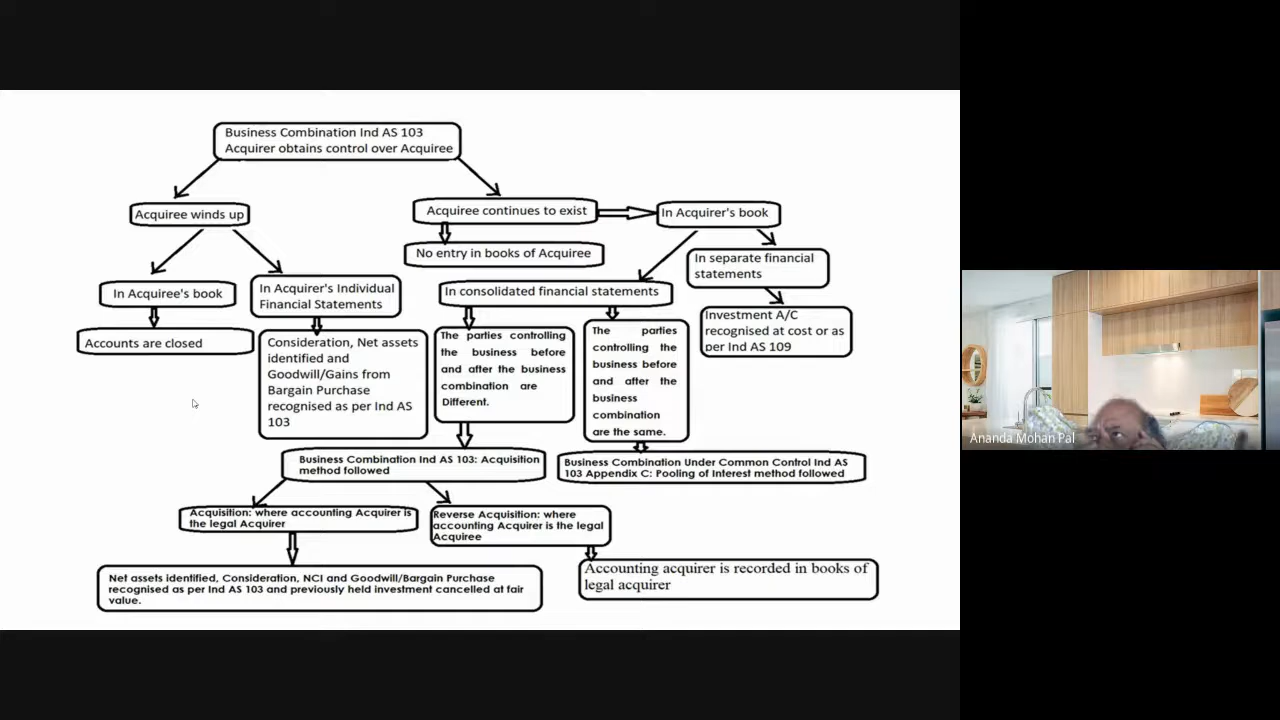 Business Combination Ind AS 103
Acquirer obtains control over Acquiree
Acquiree winds up
Acquiree continues to exist
In Acquirer's book
No entry in books of Acquiree
In separate financial
statements
In Acquiree's book
In Acquirer's Individual
Financial Statements
In consolidated financial statements
Investment A/C
recognised at cost or as
per Ind AS 109
Accounts are closed
Consideration, Net assets
identified and
Goodwill/Gains from
Bargain Purchase
recognised as per Ind AS
103
The parties controlling
the business before
and after the business
combination are
Different.
The parties
controlling the
business before
and after the
business
combination
are the same.
Business Combination Ind AS 103: Acquisition
method followed
Business Combination Under Common Control Ind AS
103 Appendix C: Pooling of Interest method followed
Acquisition: where accounting Acquirer is
the legal Acquirer
Reverse Acquisition: where
accounting Acquirer is the legal
Acquiree
Net assets identified, Consideration, NCI and Goodwill/Bargain Purchase
recognised as per Ind AS 103 and previously held investment cancelled at fair
value.
Accounting acquirer is recorded in books of
legal acquirer
Ananda Mohan Pal